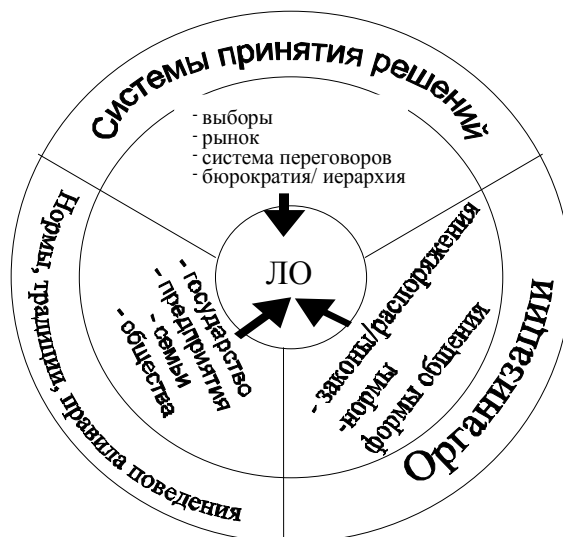 Системы принятия решений
- выборы
- рынок
- система переговоров
- бюрократия/ иерархия
ЛО
Нормы, традиции, правила поведения
- государство
- предприятия
- семьи
- общества
- законы/распоряжения
-нормы
формы общения
Организации